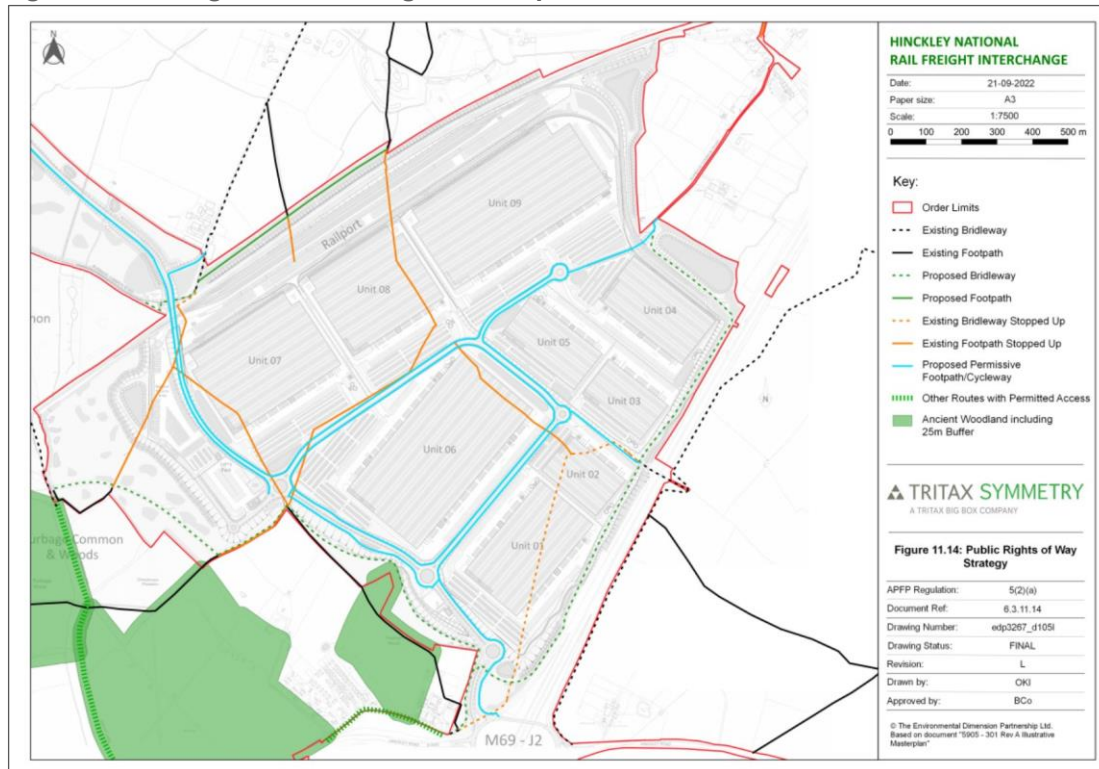 N
Railport
Unit 09
Unit 08
Unit 07
Unit 04
Unit 05
Unit 03
Unit 06
Unit 02
Unit 01
urbage Common
& Woods
M69 - J2
N
HINCKLEY NATIONAL
RAIL FREIGHT INTERCHANGE
Date: 21-09-2022
Paper size: A3
Scale: 1:7500
0 100 200 300 400 500 m
Key:
Order Limits
Existing Bridleway
Existing Footpath
Proposed Bridleway
Proposed Footpath
Existing Bridleway Stopped Up
Existing Footpath Stopped Up
Proposed Permissive
Footpath/Cycleway
Other Routes with Permitted Access
Ancient Woodland including
25m Buffer
TRITAX SYMMETRY
A TRITAX BIG BOX COMPANY
Figure 11.14: Public Rights of Way
Strategy
APFP Regulation: 5(2)(a)
Document Ref: 6.3.11.14
Drawing Number: edp3267_d105l
Drawing Status: FINAL
Revision: L
Drawn by: OKl
Approved by: BCo
© The Environmental Dimension Partnership Ltd.
Based on document "5905 - 301 Rev A Illustrative
Masterplan"